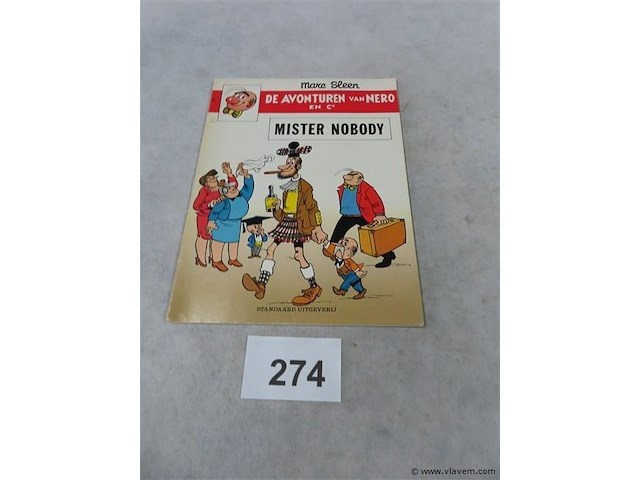 Marc Sleen
DE AVONTUREN VAN NERO
EN Cº
MISTER NOBODY
STANDAARD UITGEVERIJ
274
© www.vlavem.com